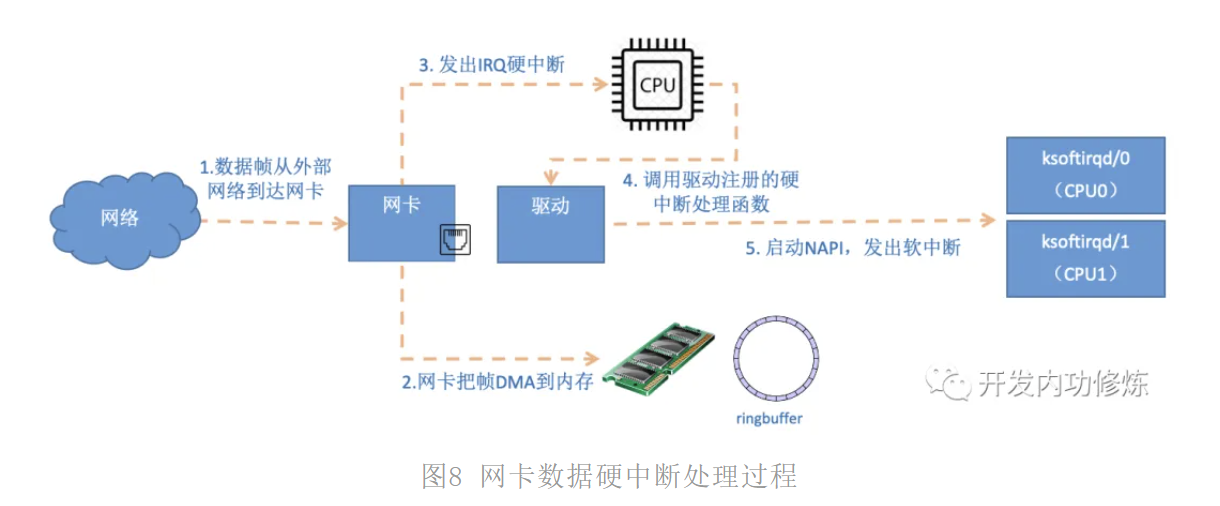 3. 发出IRQ硬中断
CPU
1.数据帧从外部
网络到达网卡
网络
网卡
驱动
4. 调用驱动注册的硬
中断处理函数
ksoftirqd/0
（CPU0）
5. 启动NAPI，发出软中断
ksoftirqd/1
（CPU1）
2.网卡把帧DMA到内存
ringbuffer
开发内功修炼
图8 网卡数据硬中断处理过程